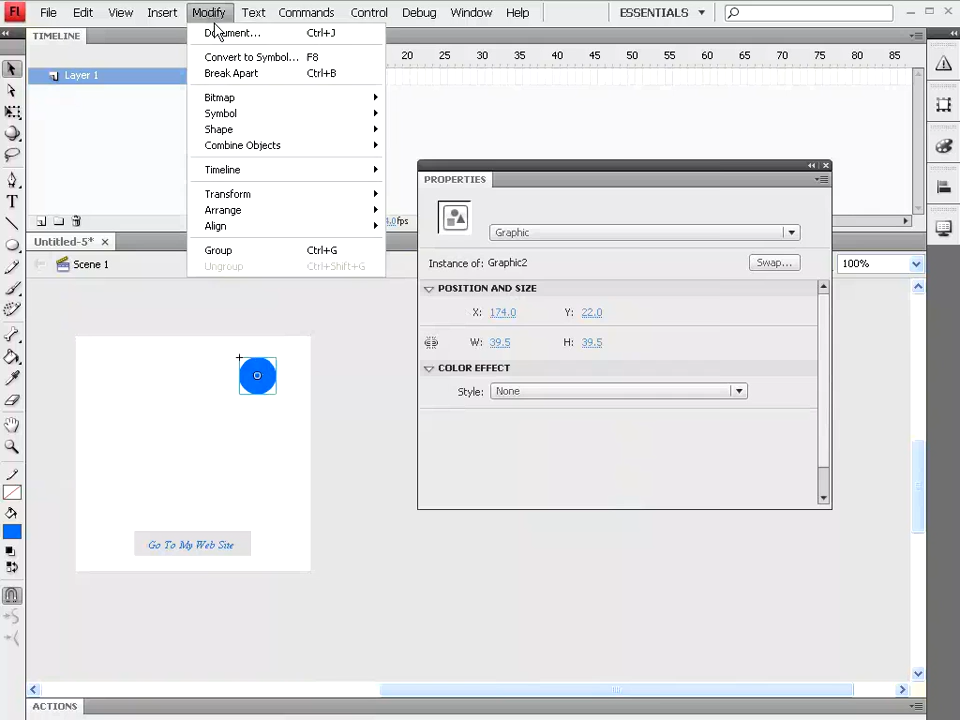 Fl File Edit View Insert Modify Text Commands Control Debug Window Help ESSENTIALS
TIMELINE
Document... Ctrl+J
Convert to Symbol... F8
Break Apart Ctrl+B
Bitmap
Symbol
Shape
Combine Objects
Timeline
Transform
Arrange
Align
Group Ctrl+G
Ungroup Ctrl+Shift+G
20 25 30 35 40 45 50 55 60 65 70 75 80 85
Layer 1
fps
Untitled-5*
Scene 1
100%
PROPERTIES
Graphic
Instance of: Graphic2
Swap...
POSITION AND SIZE
X: 174.0 Y: 22.0
W: 39.5 H: 39.5
COLOR EFFECT
Style: None
Go To My Web Site
ACTIONS